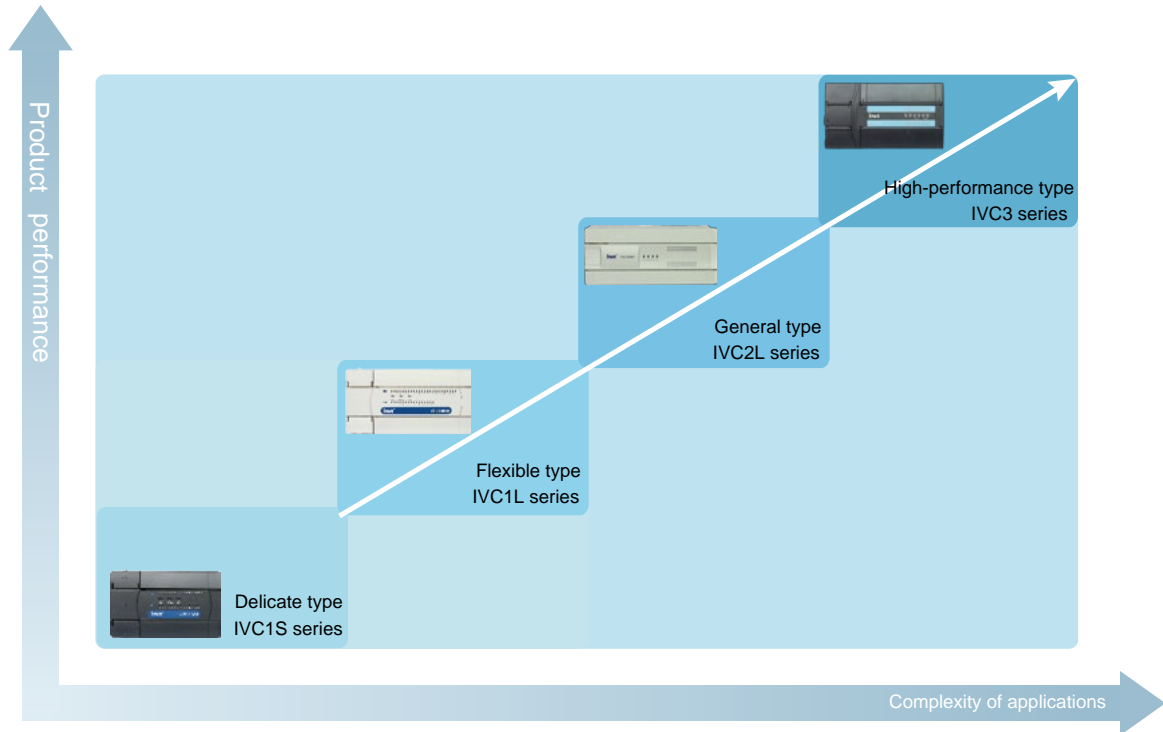 Product performance
High-performance type
IVC3 series
General type
IVC2L series
Flexible type
IVC1L series
Delicate type
IVC1S series
Complexity of applications